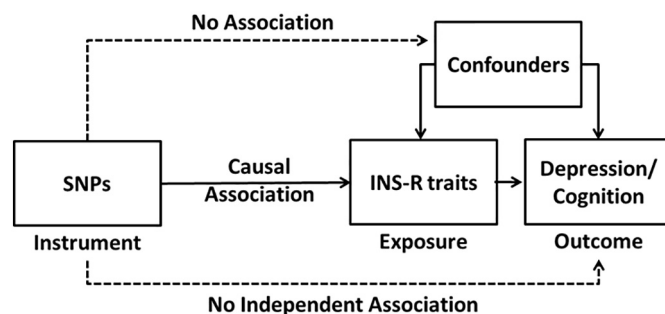 No Association
Confounders
SNPs
Causal
Association
INS-R traits
Depression/
Cognition
Instrument
Exposure
Outcome
No Independent Association